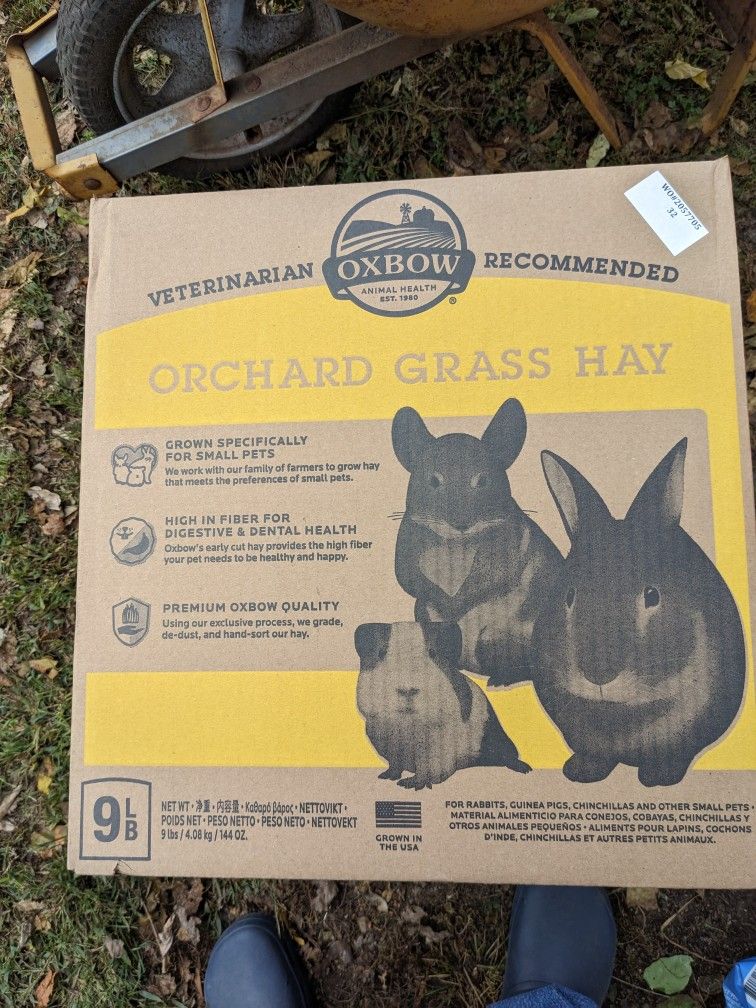 WO#2057705
32
VETERINARIAN
OXBOW
ANIMAL HEALTH
EST. 1980
®
RECOMMENDED
ORCHARD GRASS HAY
GROWN SPECIFICALLY
FOR SMALL PETS
We work with our family of farmers to grow hay
that meets the preferences of small pets.
HIGH IN FIBER FOR
DIGESTIVE & DENTAL HEALTH
Oxbow's early cut hay provides the high fiber
your pet needs to be healthy and happy.
PREMIUM OXBOW QUALITY
Using our exclusive process, we grade,
de-dust, and hand-sort our hay.
9 LB
NET WT • 净重 • 内容量 • Καθαρό βάρος • NETTOVIKT •
POIDS NET • PESO NETTO • PESO NETO • NETTOVEKT
9 lbs / 4.08 kg / 144 OZ.
GROWN IN
THE USA
FOR RABBITS, GUINEA PIGS, CHINCHILLAS AND OTHER SMALL PETS •
MATERIAL ALIMENTICIO PARA CONEJOS, COBAYAS, CHINCHILLAS Y
OTROS ANIMALES PEQUEÑOS • ALIMENTS POUR LAPINS, COCHONS
D'INDE, CHINCHILLAS ET AUTRES PETITS ANIMAUX.